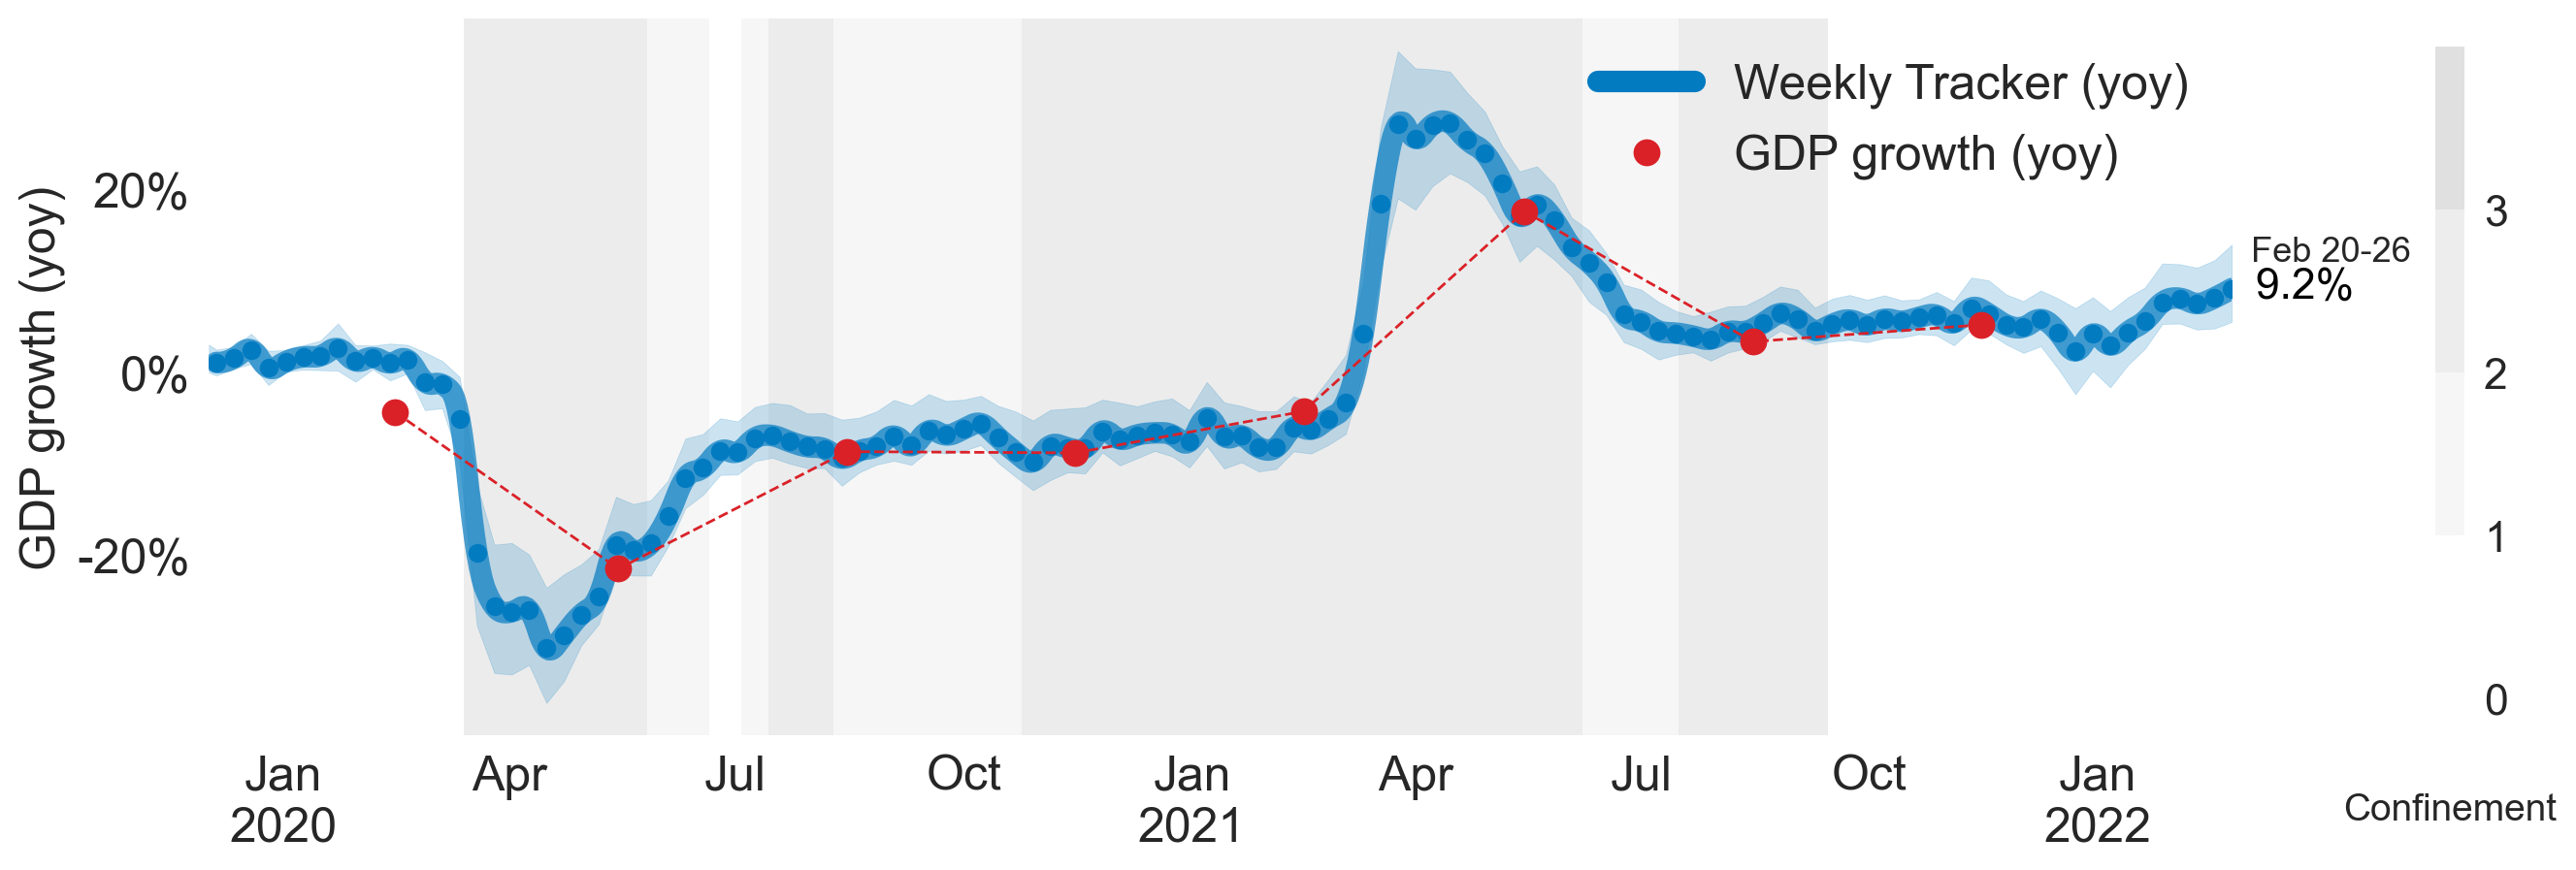 Weekly Tracker (yoy)
GDP growth (yoy)
GDP growth (yoy)
20%
0%
-20%
Feb 20-26
9.2%
3
2
1
0
Jan Apr Jul Oct Jan Apr Jul Oct Jan
2020 2021 2022
Confinement